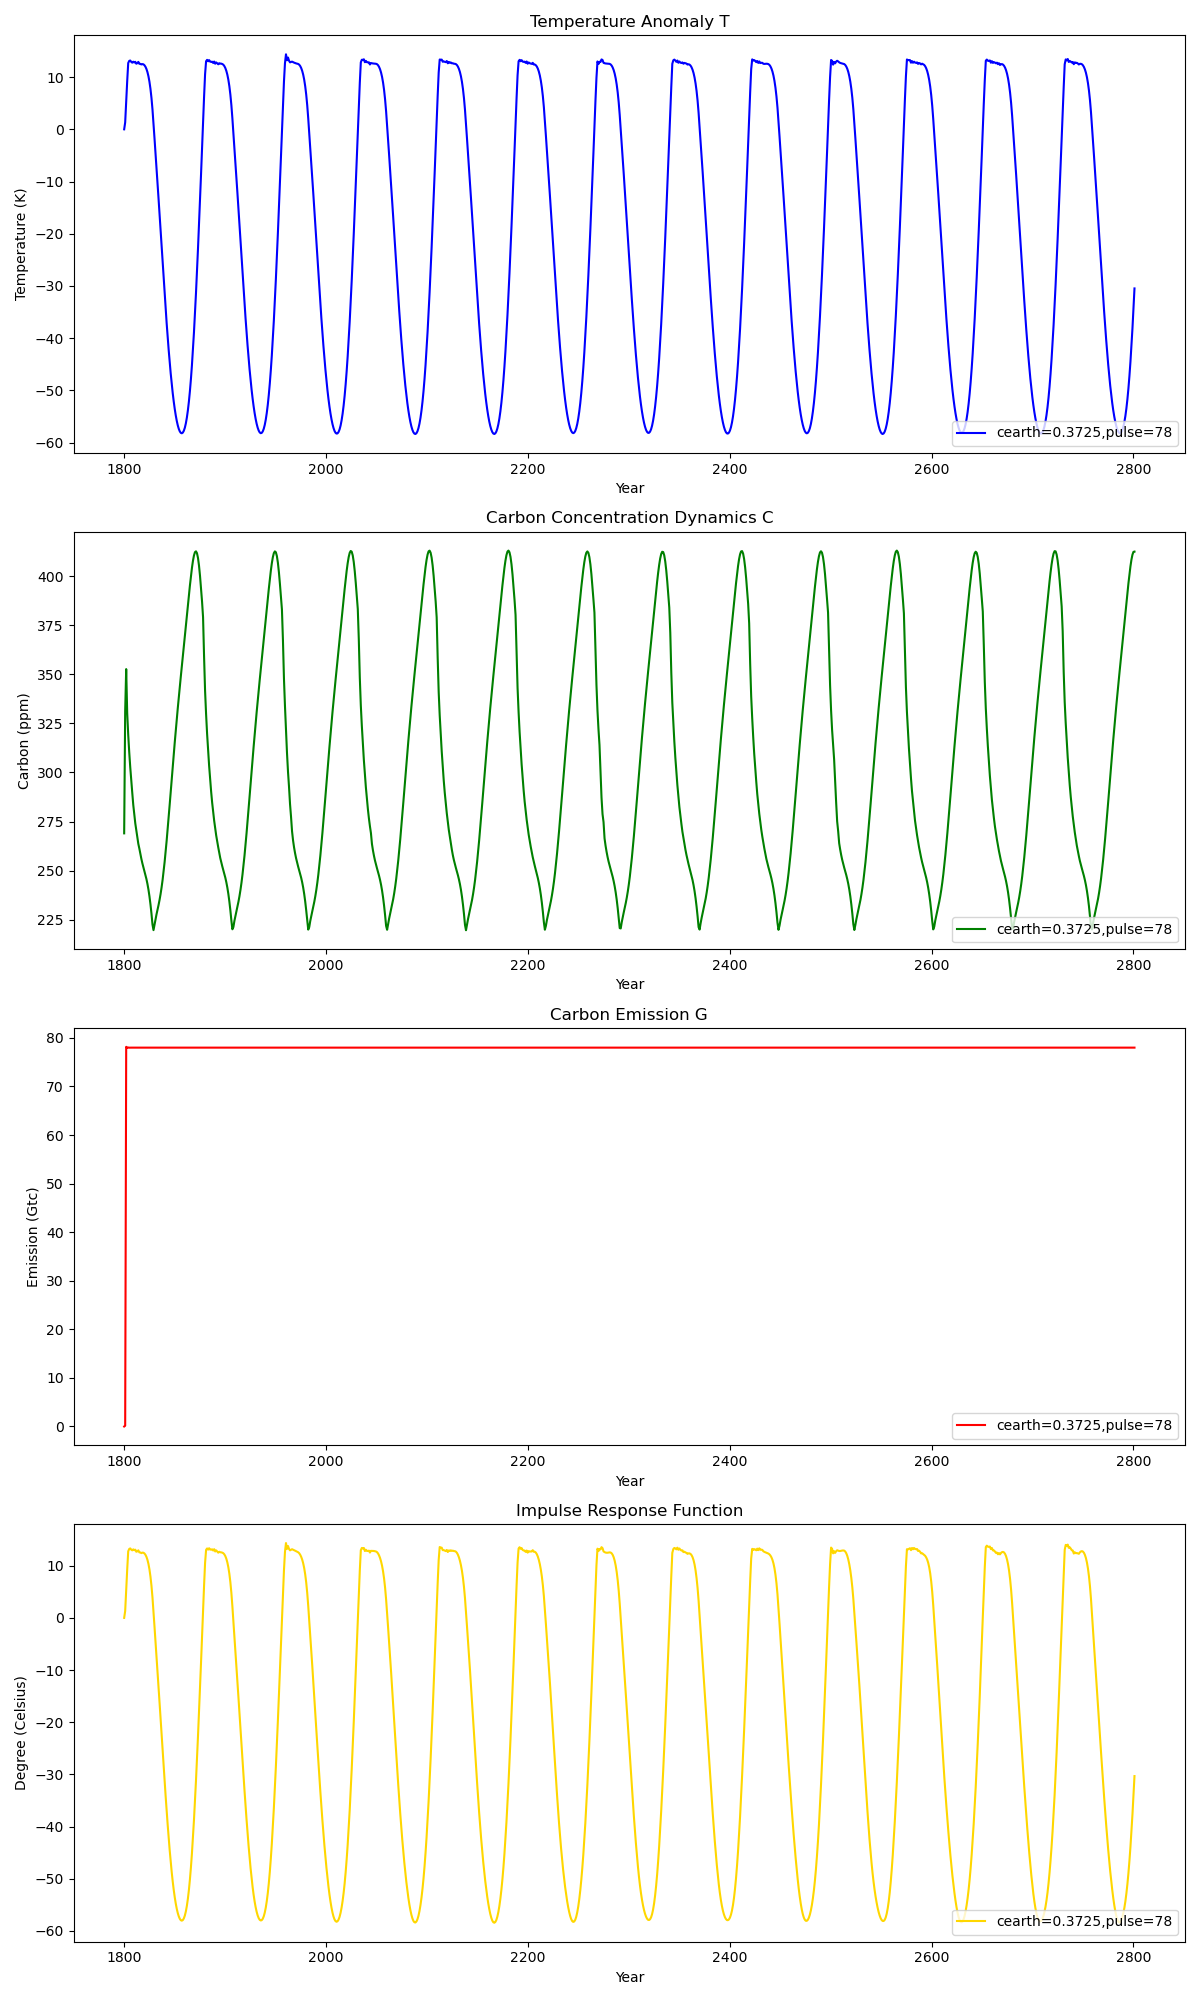 Temperature Anomaly T
Temperature (K)
10
0
−10
−20
−30
−40
−50
−60
cearth=0.3725,pulse=78
1800 2000 2200 2400 2600 2800
Year
Carbon Concentration Dynamics C
Carbon (ppm)
400
375
350
325
300
275
250
225
cearth=0.3725,pulse=78
1800 2000 2200 2400 2600 2800
Year
Carbon Emission G
Emission (Gtc)
80
70
60
50
40
30
20
10
0
cearth=0.3725,pulse=78
1800 2000 2200 2400 2600 2800
Year
Impulse Response Function
Degree (Celsius)
10
0
−10
−20
−30
−40
−50
−60
cearth=0.3725,pulse=78
1800 2000 2200 2400 2600 2800
Year